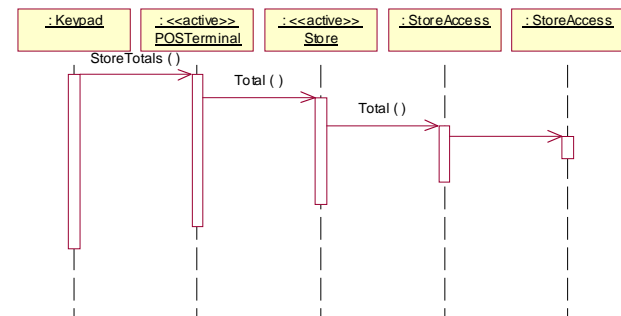 : Keypad
: <<active>>
POSTerminal
: <<active>>
Store
: StoreAccess
: StoreAccess
StoreTotals ( )
Total ( )
Total ( )